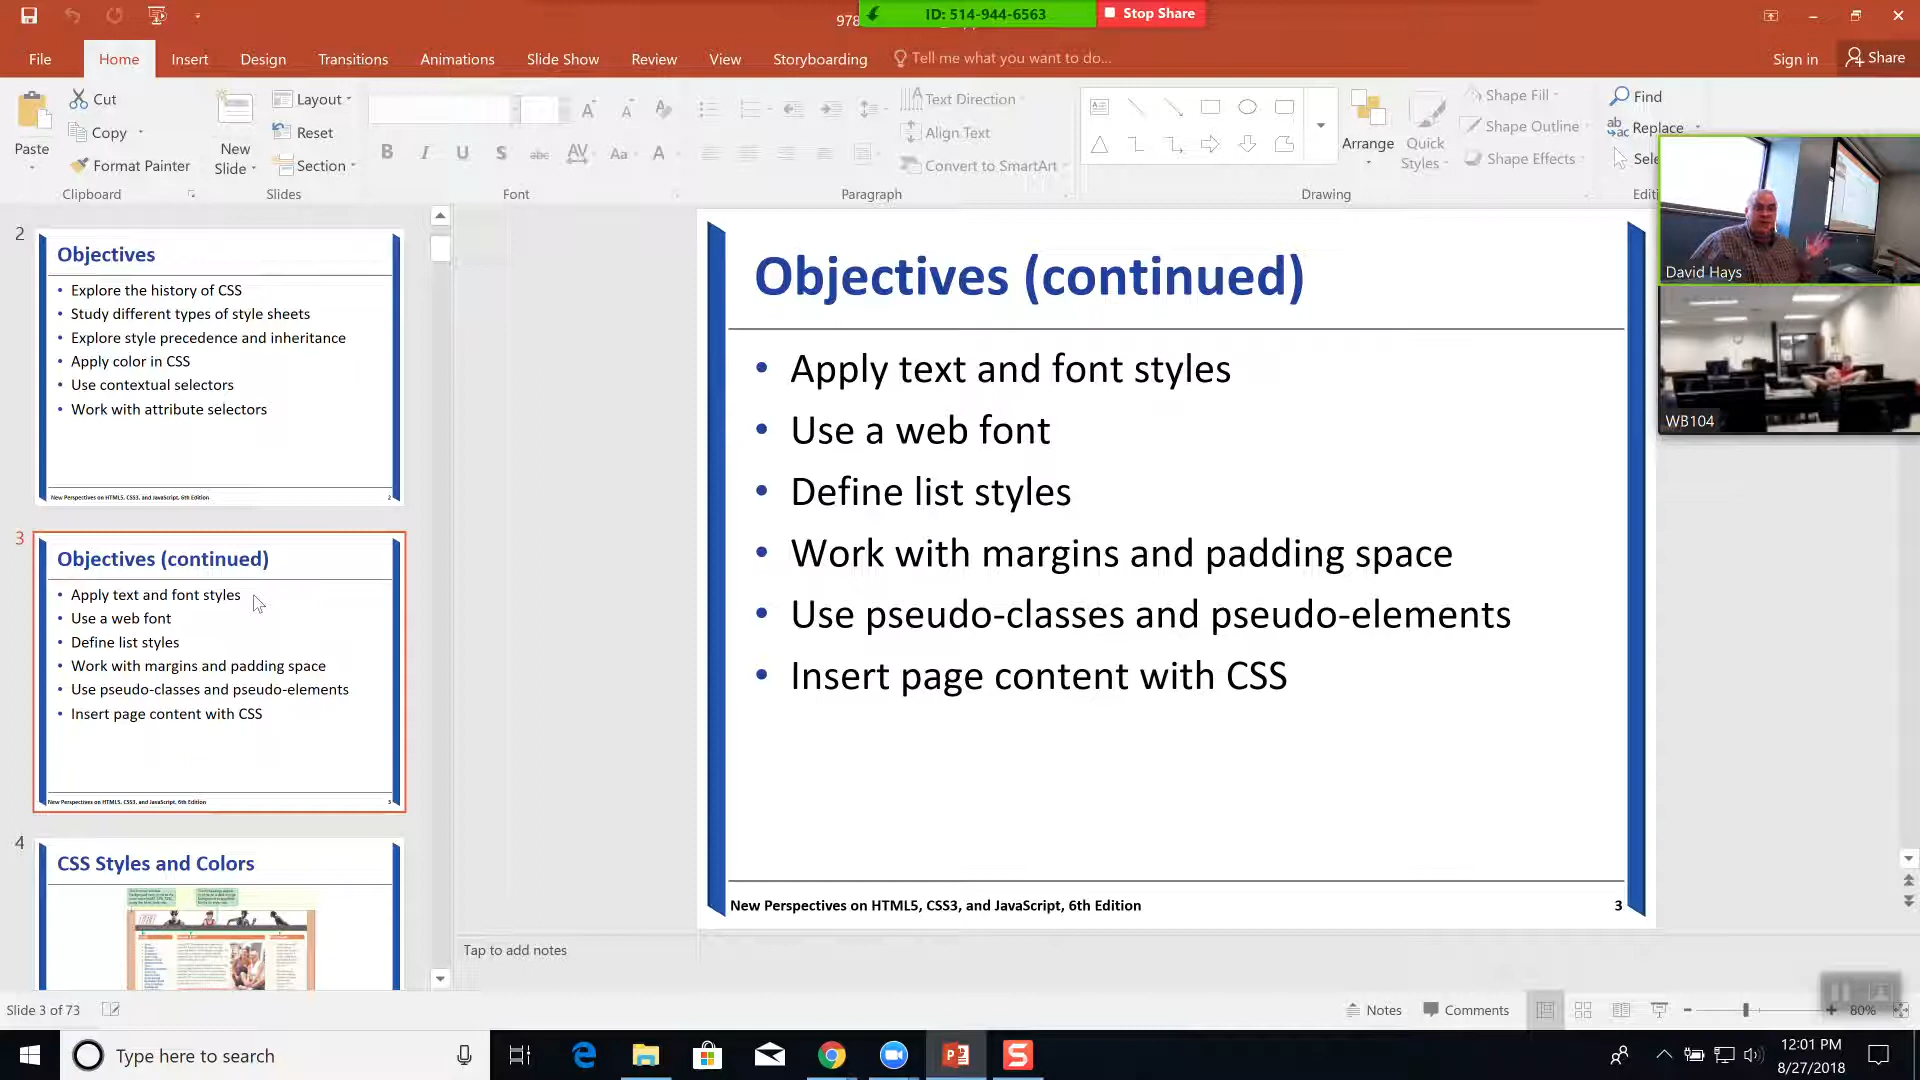 978
ID: 514-944-6563
Stop Share
File
Home
Insert
Design
Transitions
Animations
Slide Show
Review
View
Storyboarding
Tell me what you want to do...
Sign in
Share
Paste
Cut
Copy
Format Painter
Clipboard
New
Slide
Layout
Reset
Section
Slides
B I U S abc AV Aa A
Font
Text Direction
Align Text
Convert to SmartArt
Paragraph
Arrange
Quick
Styles
Shape Fill
Shape Outline
Shape Effects
Drawing
Find
Replace
Sele
Editi
David Hays
WB104
2
Objectives
• Explore the history of CSS
• Study different types of style sheets
• Explore style precedence and inheritance
• Apply color in CSS
• Use contextual selectors
• Work with attribute selectors
New Perspectives on HTML5, CSS3, and JavaScript, 6th Edition
2
3
Objectives (continued)
• Apply text and font styles
• Use a web font
• Define list styles
• Work with margins and padding space
• Use pseudo-classes and pseudo-elements
• Insert page content with CSS
New Perspectives on HTML5, CSS3, and JavaScript, 6th Edition
3
4
CSS Styles and Colors
Objectives (continued)
• Apply text and font styles
• Use a web font
• Define list styles
• Work with margins and padding space
• Use pseudo-classes and pseudo-elements
• Insert page content with CSS
New Perspectives on HTML5, CSS3, and JavaScript, 6th Edition
3
Tap to add notes
Slide 3 of 73
Notes
Comments
80%
Type here to search
12:01 PM
8/27/2018